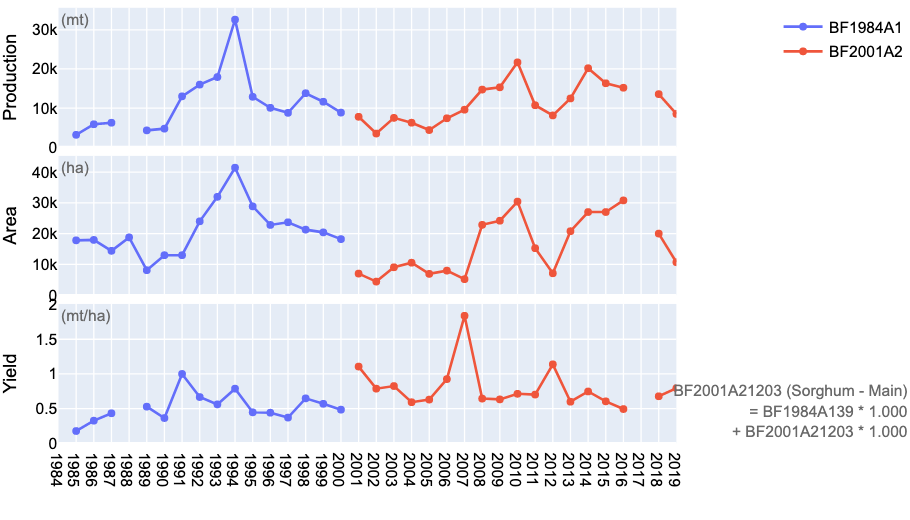 (mt)
BF1984A1
BF2001A2
Production
30k
20k
10k
0
(ha)
Area
40k
30k
20k
10k
0
(mt/ha)
Yield
2
1.5
1
0.5
0
BF2001A21203 (Sorghum - Main)
= BF1984A139 * 1.000
+ BF2001A21203 * 1.000
1984
1985
1986
1987
1988
1989
1990
1991
1992
1993
1994
1995
1996
1997
1998
1999
2000
2001
2002
2003
2004
2005
2006
2007
2008
2009
2010
2011
2012
2013
2014
2015
2016
2017
2018
2019